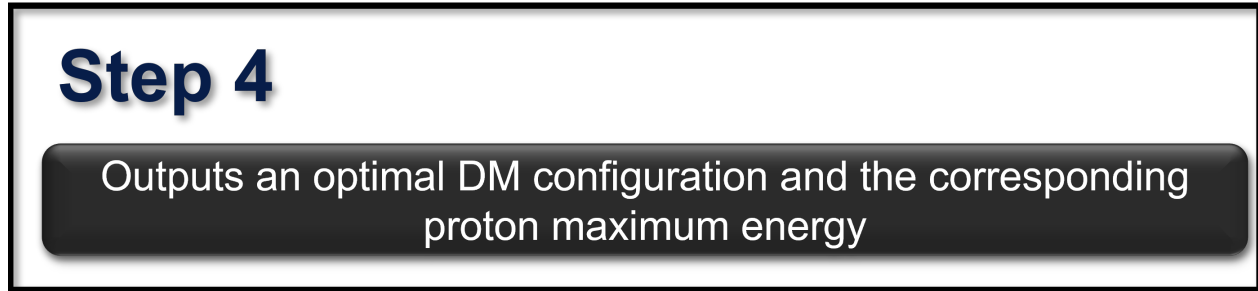 Step 4
Outputs an optimal DM configuration and the corresponding
proton maximum energy